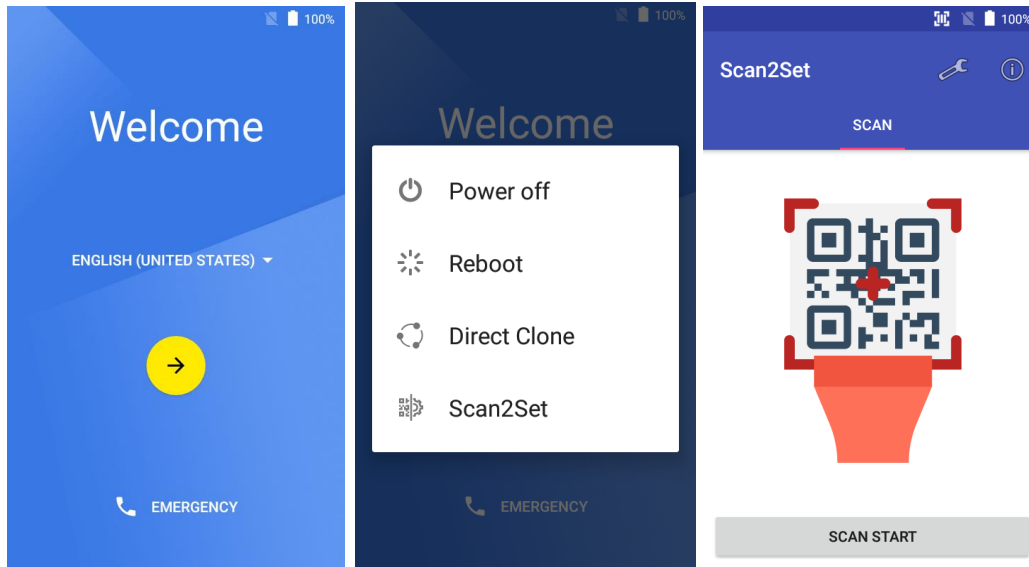 100%
Welcome
ENGLISH (UNITED STATES)
EMERGENCY
100%
Welcome
Power off
Reboot
Direct Clone
Scan2Set
EMERGENCY
100%
Scan2Set
SCAN
SCAN START